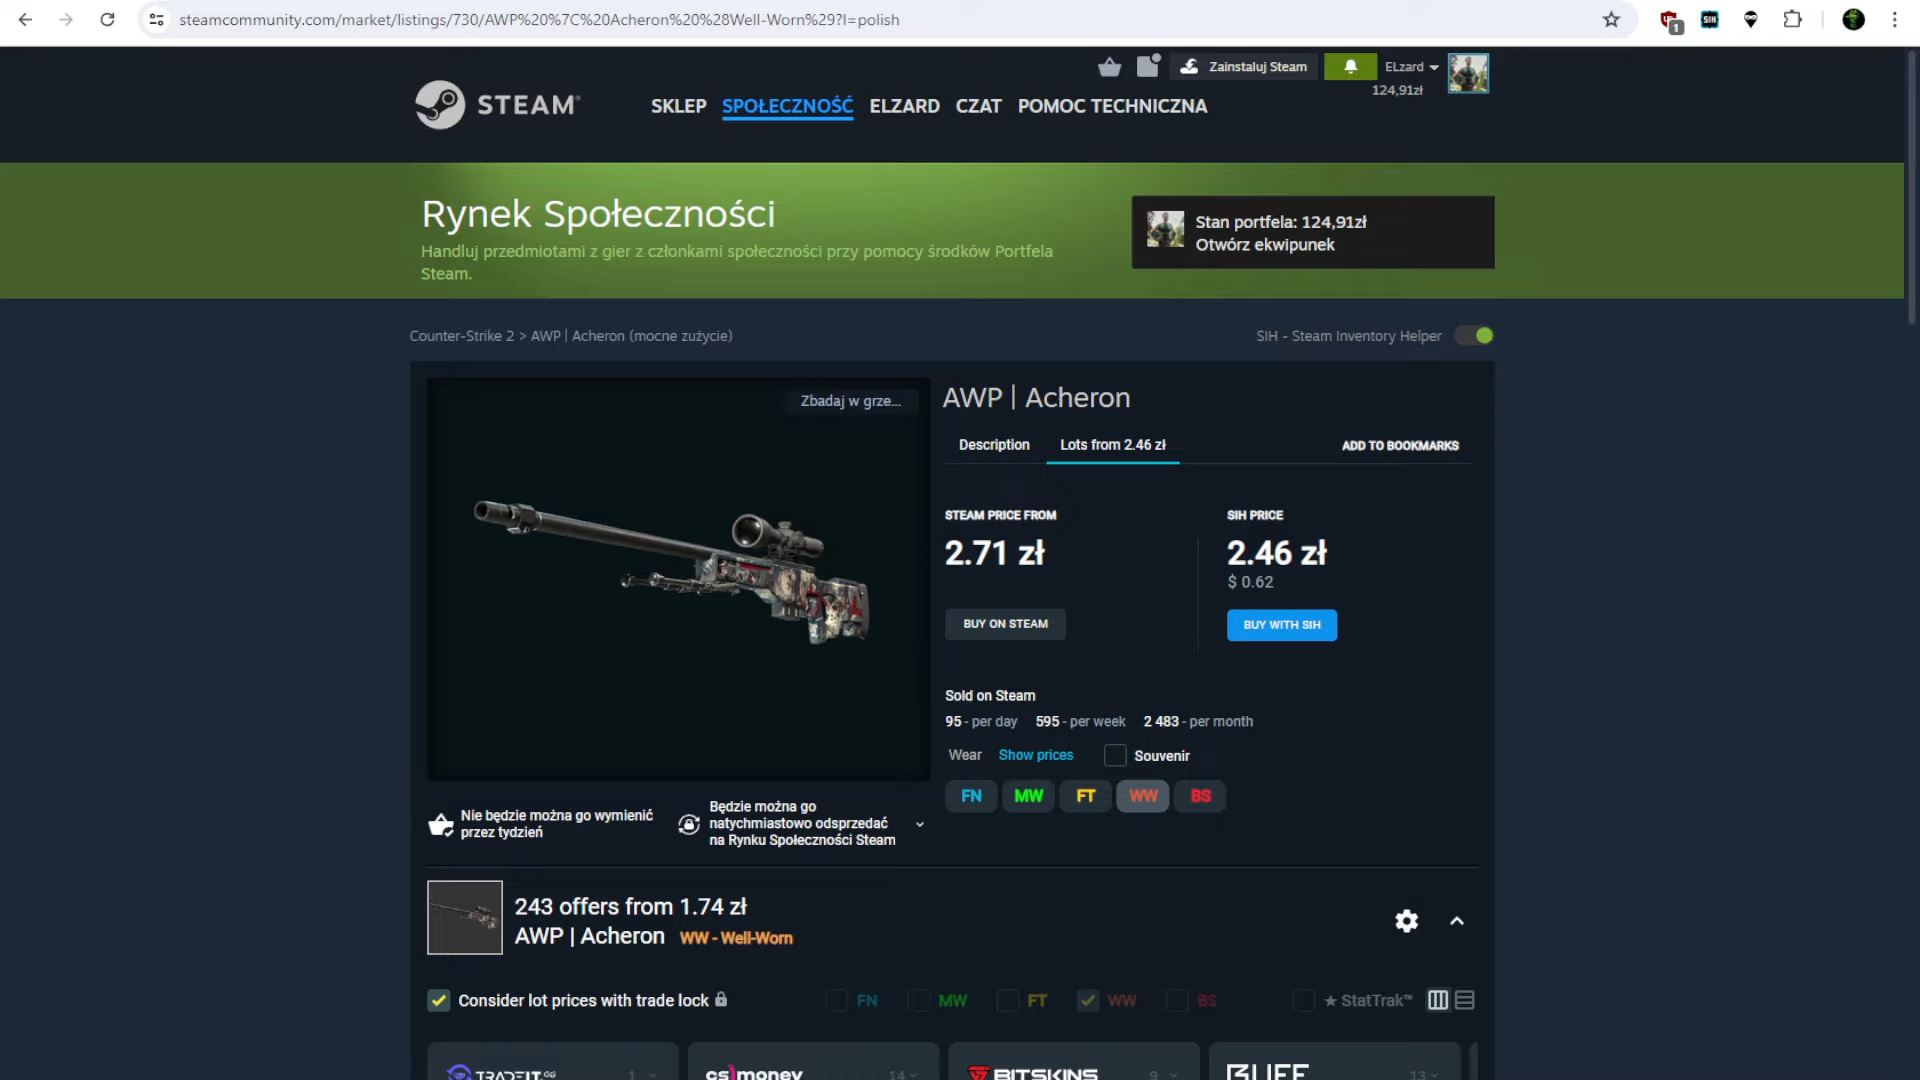 steamcommunity.com/market/listings/730/AWP%20%7C%20Acheron%20%28Well-Worn%29?l=polish
1
SIH
Zainstaluj Steam
ELzard
124,91zł
STEAM®
SKLEP SPOŁECZNOŚĆ ELZARD CZAT POMOC TECHNICZNA
Rynek Społeczności
Handluj przedmiotami z gier z członkami społeczności przy pomocy środków Portfela
Steam.
Stan portfela: 124,91zł
Otwórz ekwipunek
Counter-Strike 2 > AWP | Acheron (mocne zużycie)
SIH - Steam Inventory Helper
Zbadaj w grze...
AWP | Acheron
Description Lots from 2.46 zł ADD TO BOOKMARKS
STEAM PRICE FROM
2.71 zł
BUY ON STEAM
SIH PRICE
2.46 zł
$ 0.62
BUY WITH SIH
Sold on Steam
95 - per day 595 - per week 2 483 - per month
Wear Show prices Souvenir
FN MW FT WW BS
Nie będzie można go wymienić
przez tydzień
Będzie można go
natychmiastowo odsprzedać
na Rynku Społeczności Steam
243 offers from 1.74 zł
AWP | Acheron WW - Well-Worn
Consider lot prices with trade lock
FN MW FT WW BS ★ StatTrak™
TRADEIT.GG 1
cs money 14
BITSKINS 9
BUFF 13